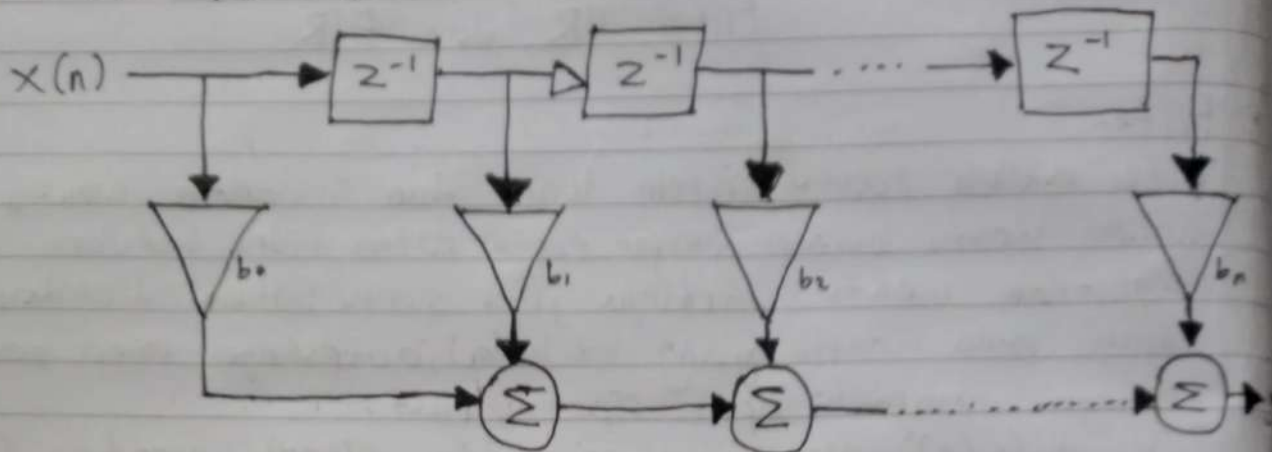 x(n) z⁻¹ z⁻¹ .... z⁻¹
b₀ b₁ b₂ bₙ
Σ Σ ........ Σ